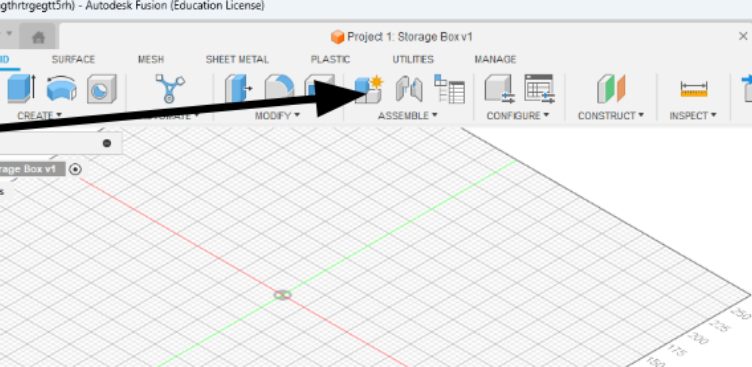 gthrtrgegtt5rh) - Autodesk Fusion (Education License)
Project 1: Storage Box v1
ID SURFACE MESH SHEET METAL PLASTIC UTILITIES MANAGE
CREATE MODIFY ASSEMBLE CONFIGURE CONSTRUCT INSPECT
rage Box v1
s
250
225
200
175
150